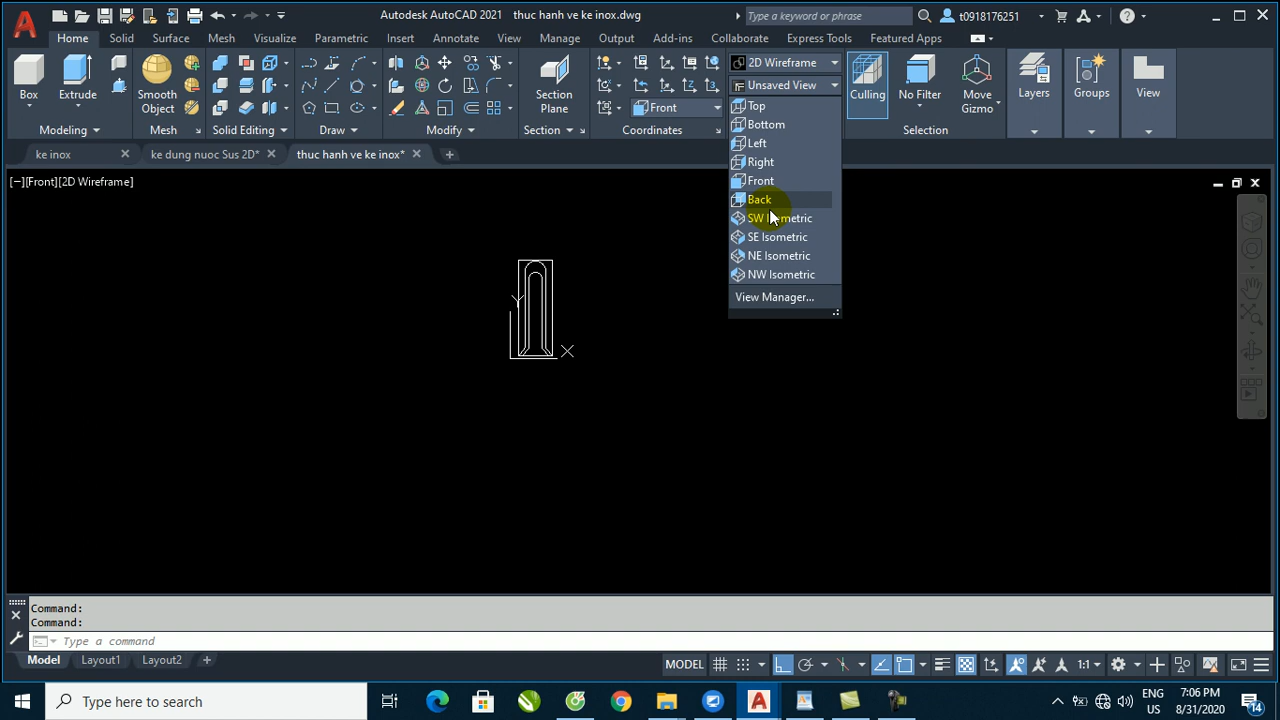 Autodesk AutoCAD 2021 thuc hanh ve ke inox.dwg
Type a keyword or phrase
t0918176251
Home Solid Surface Mesh Visualize Parametric Insert Annotate View Manage Output Add-ins Collaborate Express Tools Featured Apps
2D Wireframe
Unsaved View
Front
Box
Extrude
Smooth
Object
Section
Plane
Culling
No Filter
Move
Gizmo
Layers
Groups
View
Modeling
Mesh
Solid Editing
Draw
Modify
Section
Coordinates
Selection
Top
Bottom
Left
Right
Front
Back
SW Isometric
SE Isometric
NE Isometric
NW Isometric
View Manager...
ke inox
ke dung nuoc Sus 2D*
thuc hanh ve ke inox*
[−][Front][2D Wireframe]
Y
X
Command:
Command:
Type a command
Model Layout1 Layout2
MODEL
1:1
Type here to search
ENG
US
7:06 PM
8/31/2020
14